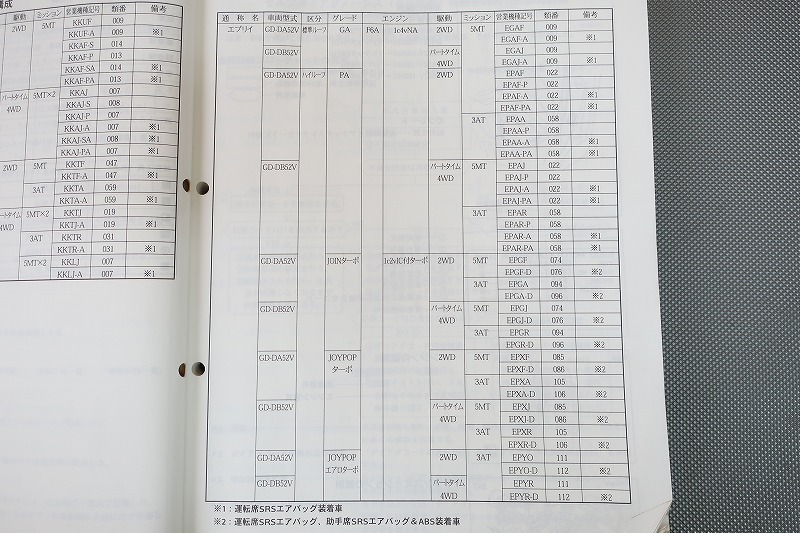 構成
駆動 ミッション 営業機種記号 類番 備考
2WD 5MT KKUF 009
KKUF-A 009 ※1
KKAF-S 014
KKAF-P 013
KKAF-SA 014 ※1
KKAF-PA 013 ※1
パートタイム 5MT×2 KKAJ 007
4WD KKAJ-S 008
KKAJ-P 007
KKAJ-A 007 ※1
KKAJ-SA 008 ※1
KKAJ-PA 007 ※1
2WD 5MT KKTF 047
KKTF-A 047 ※1
3AT KKTA 059
KKTA-A 059 ※1
パートタイム 5MT×2 KKTJ 019
4WD KKTJ-A 019 ※1
3AT KKTR 031
KKTR-A 031 ※1
5MT×2 KKLJ 007
KKLJ-A 007 ※1
通称名 車両型式 区分 グレード エンジン 駆動 ミッション 営業機種記号 類番 備考
エブリイ GD-DA52V 標準ルーフ GA F6A 1c4vNA 2WD 5MT EGAF 009
EGAF-A 009 ※1
GD-DB52V パートタイム EGAJ 009
4WD EGAJ-A 009 ※1
GD-DA52V ハイルーフ PA 2WD EPAF 022
EPAF-P 022
EPAF-A 022 ※1
EPAF-PA 022 ※1
3AT EPAA 058
EPAA-P 058
EPAA-A 058 ※1
EPAA-PA 058 ※1
GD-DB52V パートタイム 5MT EPAJ 022
4WD EPAJ-P 022
EPAJ-A 022 ※1
EPAJ-PA 022 ※1
3AT EPAR 058
EPAR-P 058
EPAR-A 058 ※1
EPAR-PA 058 ※1
GD-DA52V JOINターボ 1c2vIC付ターボ 2WD 5MT EPGF 074
EPGF-D 076 ※2
3AT EPGA 094
EPGA-D 096 ※2
GD-DB52V パートタイム 5MT EPGJ 074
4WD EPGJ-D 076 ※2
3AT EPGR 094
EPGR-D 096 ※2
GD-DA52V JOYPOP 2WD 5MT EPXF 085
ターボ EPXF-D 086 ※2
3AT EPXA 105
EPXA-D 106 ※2
GD-DB52V パートタイム 5MT EPXJ 085
4WD EPXJ-D 086 ※2
3AT EPXR 105
EPXR-D 106 ※2
GD-DA52V JOYPOP 2WD 3AT EPYO 111
エアロターボ EPYO-D 112 ※2
GD-DB52V パートタイム EPYR 111
4WD EPYR-D 112 ※2
※1：運転席SRSエアバッグ装着車
※2：運転席SRSエアバッグ、助手席SRSエアバッグ＆ABS装着車